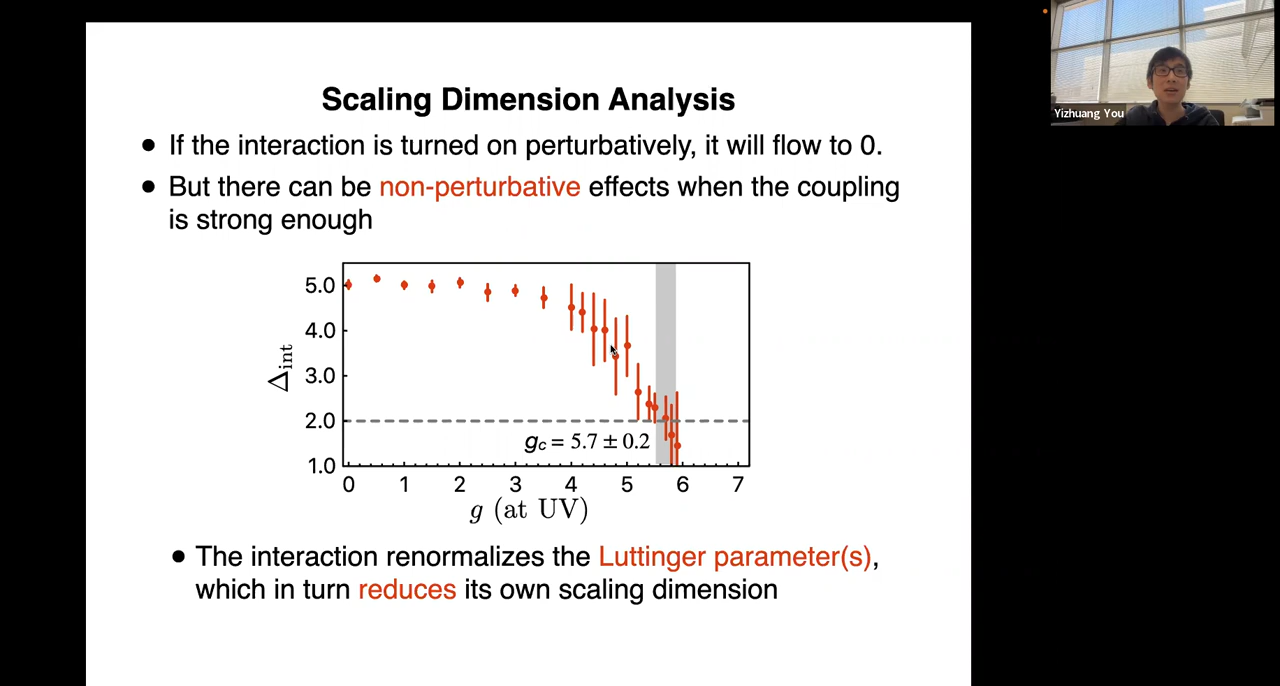 Scaling Dimension Analysis
● If the interaction is turned on perturbatively, it will flow to 0.
● But there can be non-perturbative effects when the coupling
is strong enough
5.0
4.0
3.0
2.0
1.0
Δint
gc = 5.7 ± 0.2
0 1 2 3 4 5 6 7
g (at UV)
● The interaction renormalizes the Luttinger parameter(s),
which in turn reduces its own scaling dimension
Yizhuang You